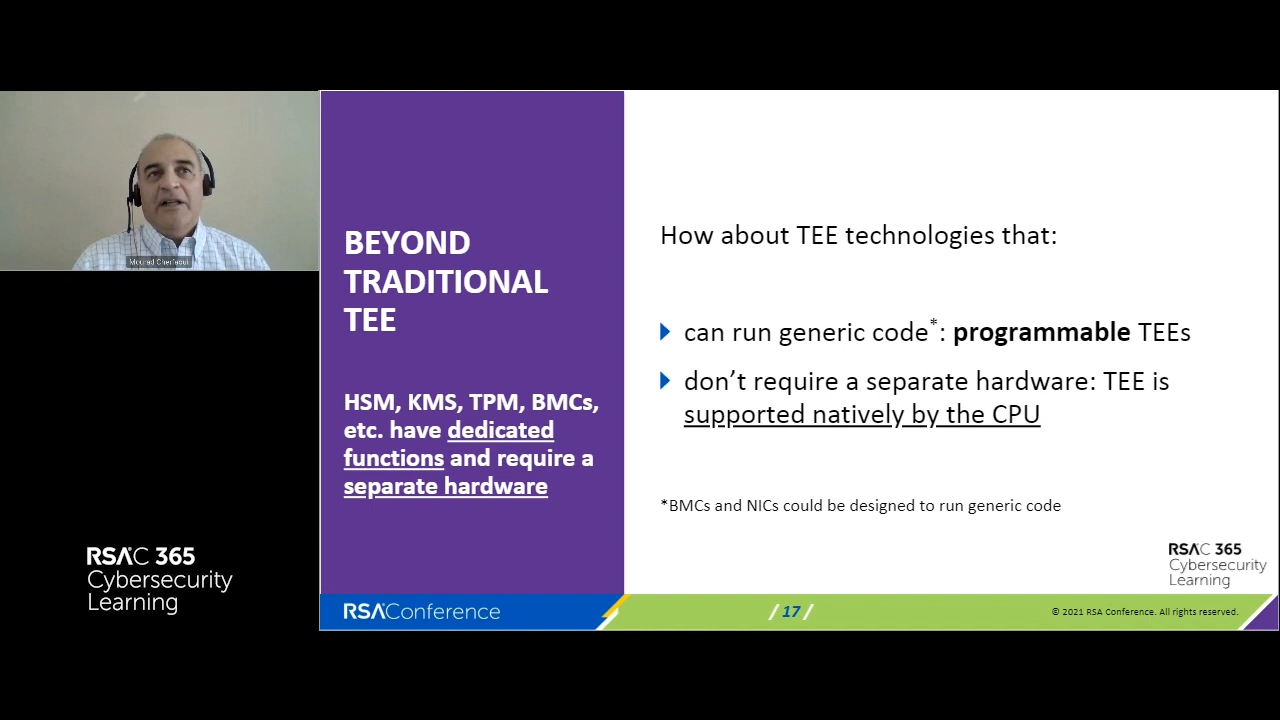 Mourad Cherfaoui
RSAC 365
Cybersecurity
Learning
BEYOND
TRADITIONAL
TEE
HSM, KMS, TPM, BMCs,
etc. have dedicated
functions and require a
separate hardware
How about TEE technologies that:
can run generic code*: programmable TEEs
don’t require a separate hardware: TEE is
supported natively by the CPU
*BMCs and NICs could be designed to run generic code
RSAC 365
Cybersecurity
Learning
RSAConference
/ 17 /
© 2021 RSA Conference. All rights reserved.